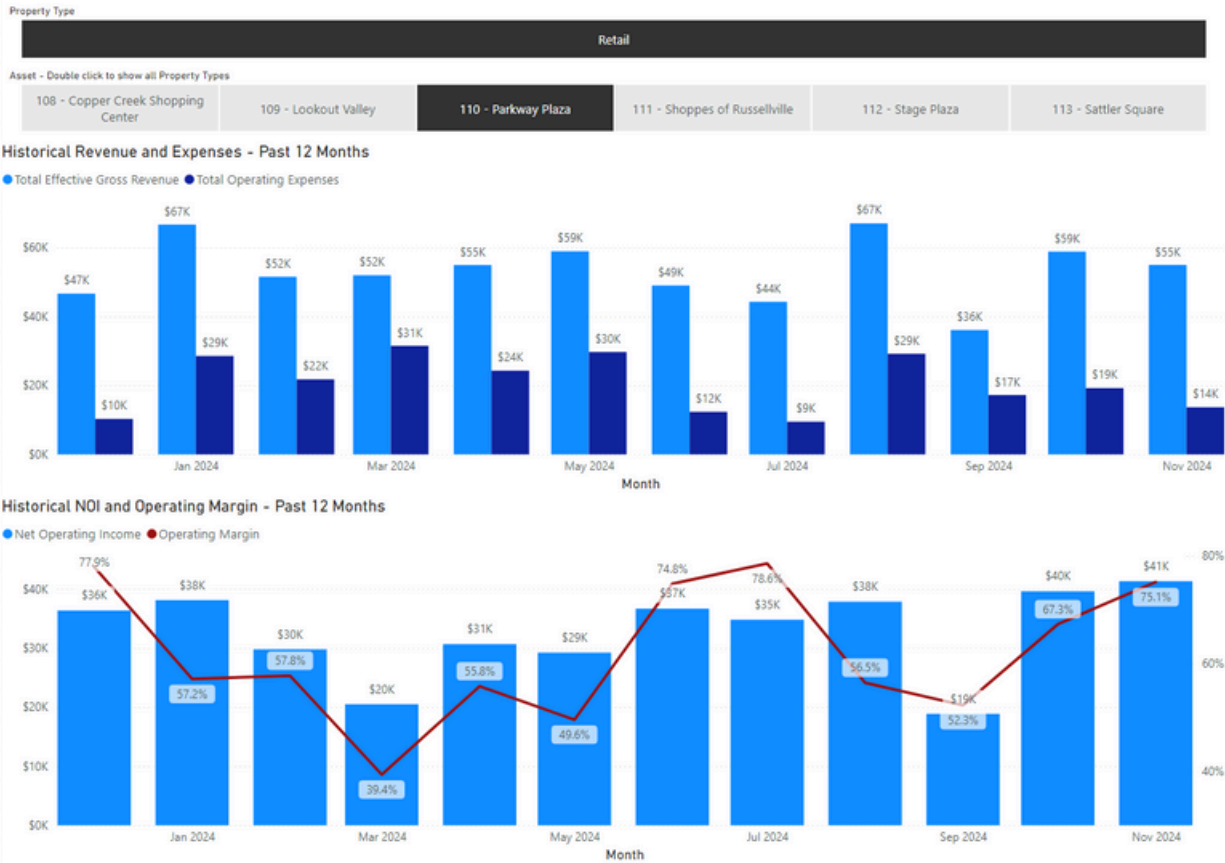 Property Type
Retail
Asset - Double click to show all Property Types
108 - Copper Creek Shopping
Center
109 - Lookout Valley
110 - Parkway Plaza
111 - Shoppes of Russellville
112 - Stage Plaza
113 - Sattler Square
Historical Revenue and Expenses - Past 12 Months
Total Effective Gross Revenue Total Operating Expenses
$60K
$40K
$20K
$0K
$47K
$10K
$67K
$29K
$52K
$22K
$52K
$31K
$55K
$24K
$59K
$30K
$49K
$12K
$44K
$9K
$67K
$29K
$36K
$17K
$59K
$19K
$55K
$14K
Jan 2024
Mar 2024
May 2024
Jul 2024
Sep 2024
Nov 2024
Month
Historical NOI and Operating Margin - Past 12 Months
Net Operating Income Operating Margin
$40K
$30K
$20K
$10K
$0K
77.9%
$36K
$38K
57.2%
$30K
57.8%
$20K
39.4%
$31K
55.8%
$29K
49.6%
74.8%
$37K
78.6%
$35K
$38K
56.5%
$19K
52.3%
$40K
67.3%
$41K
75.1%
80%
60%
40%
Jan 2024
Mar 2024
May 2024
Jul 2024
Sep 2024
Nov 2024
Month